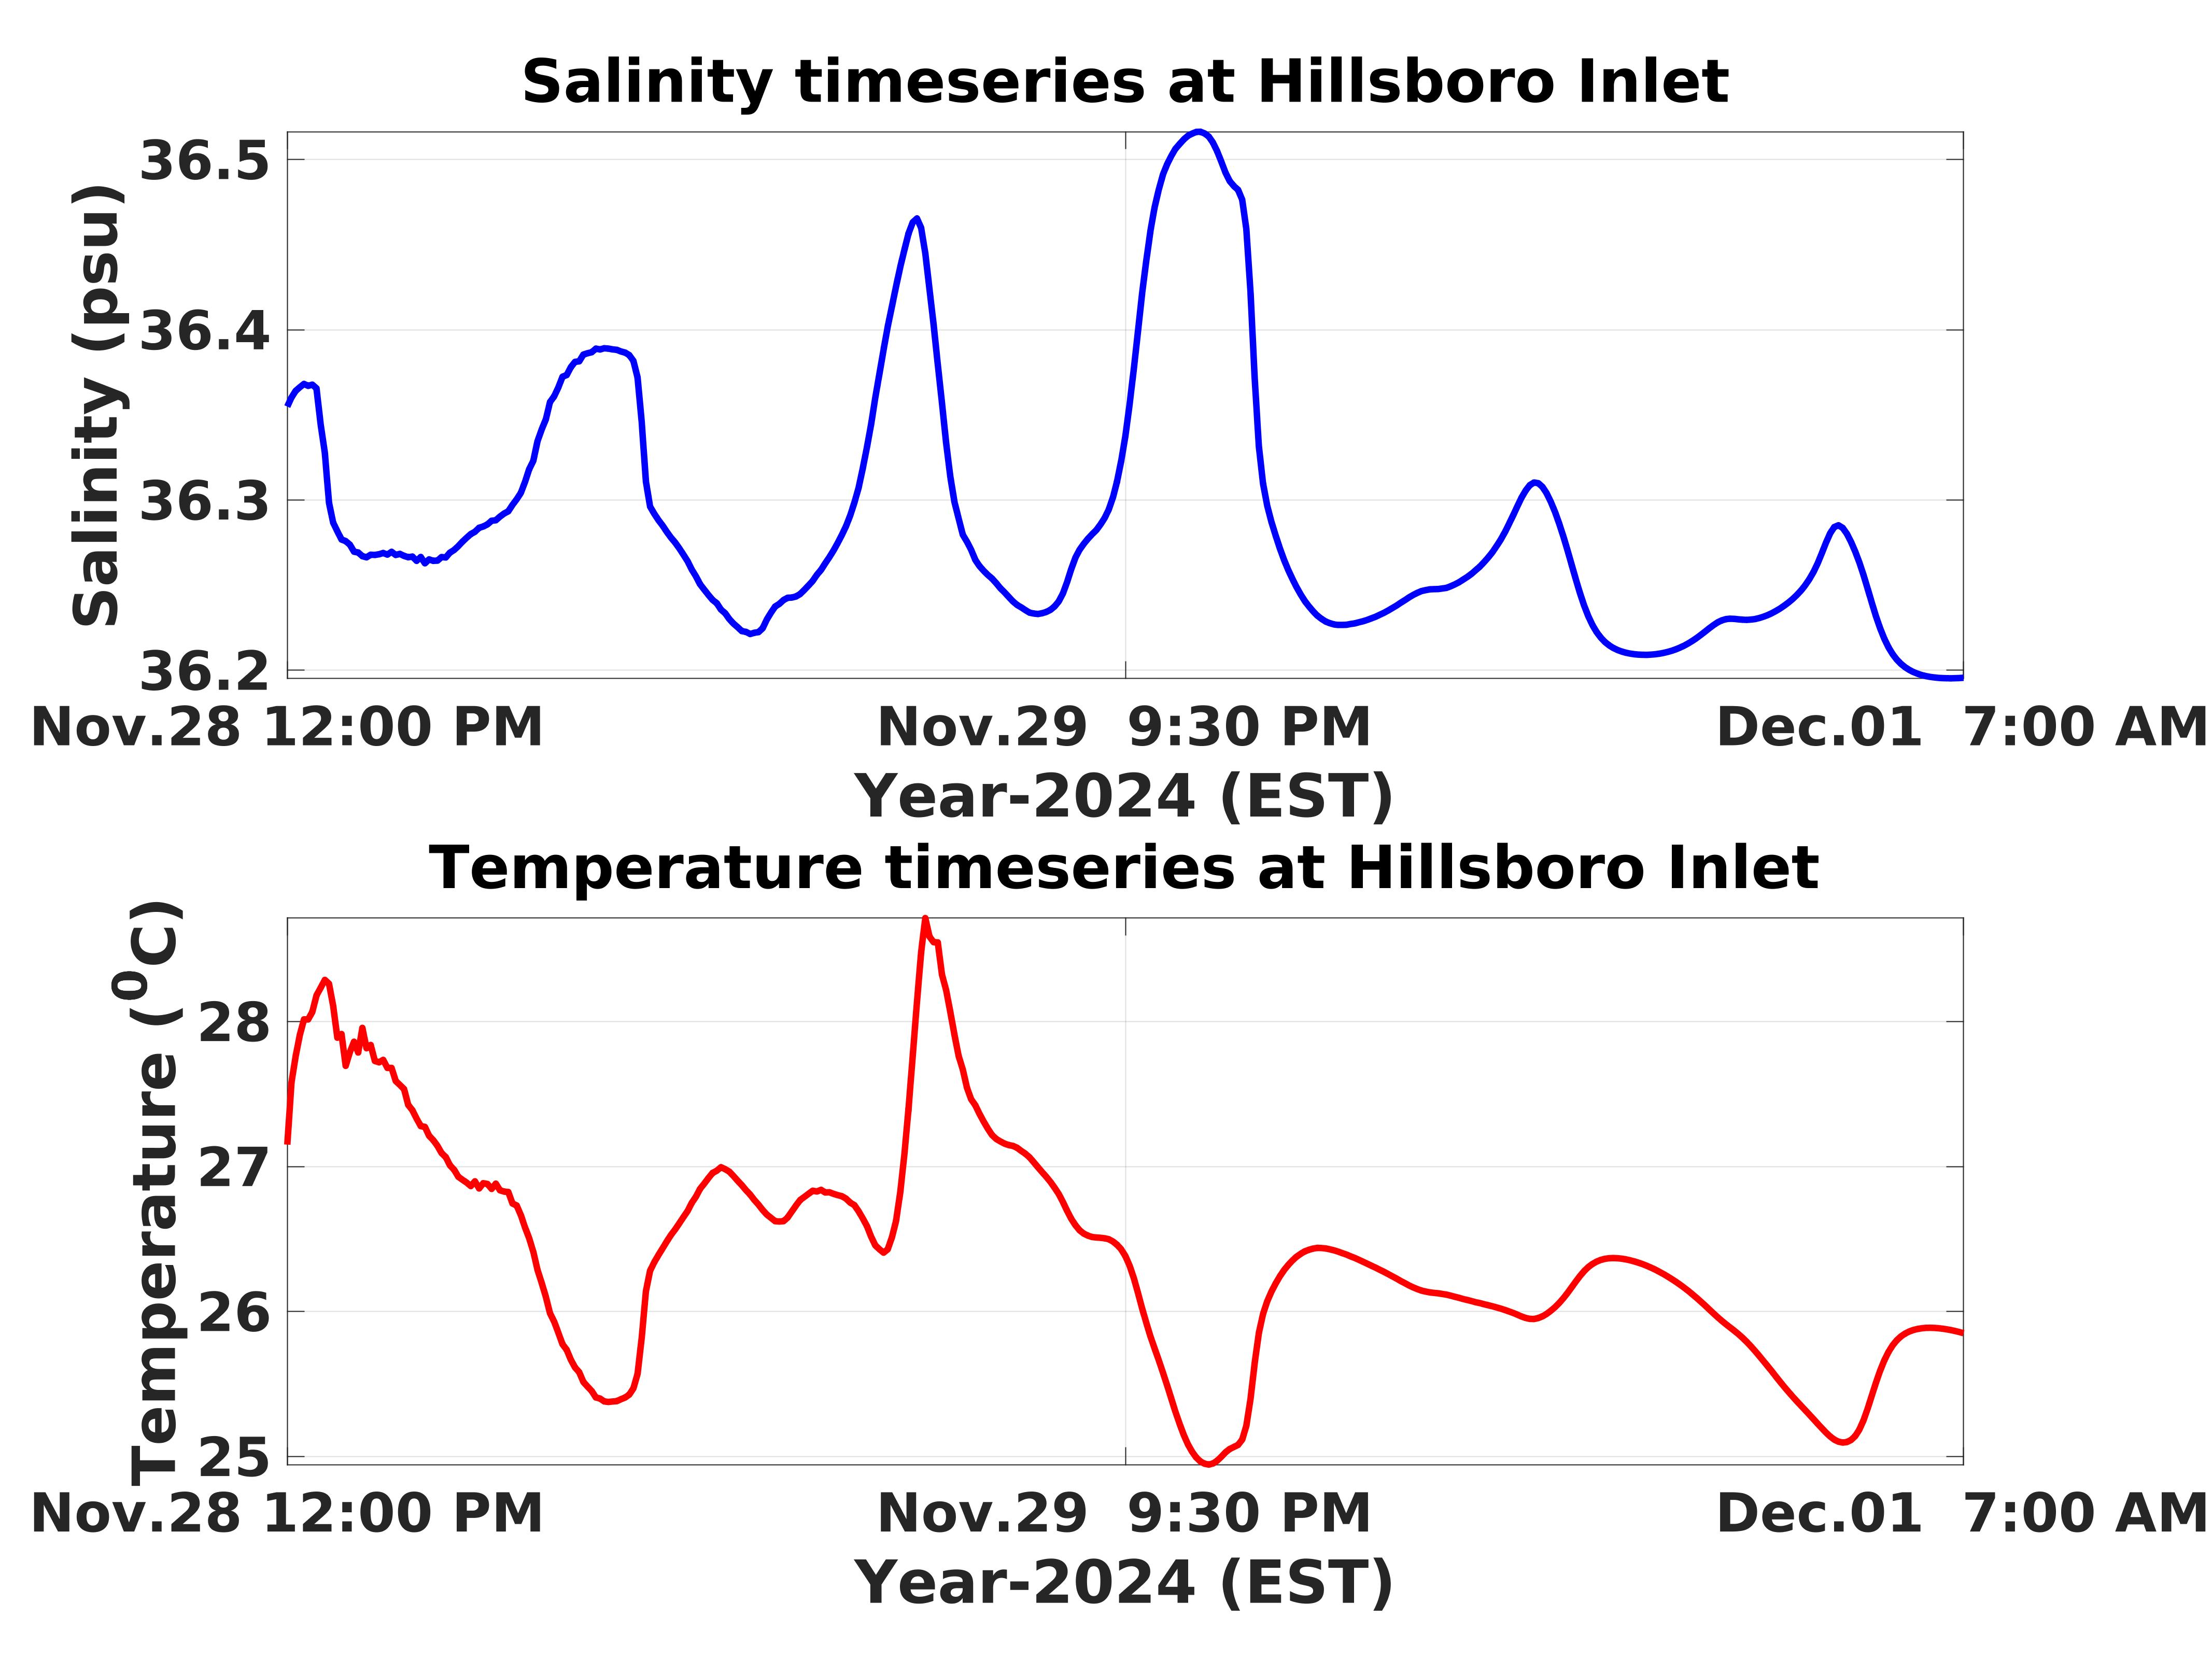 Salinity timeseries at Hillsboro Inlet
Salinity (psu)
36.5
36.4
36.3
36.2
Nov.28 12:00 PM
Nov.29  9:30 PM
Dec.01  7:00 AM
Year-2024 (EST)
Temperature timeseries at Hillsboro Inlet
Temperature (⁰C)
28
27
26
25
Nov.28 12:00 PM
Nov.29  9:30 PM
Dec.01  7:00 AM
Year-2024 (EST)